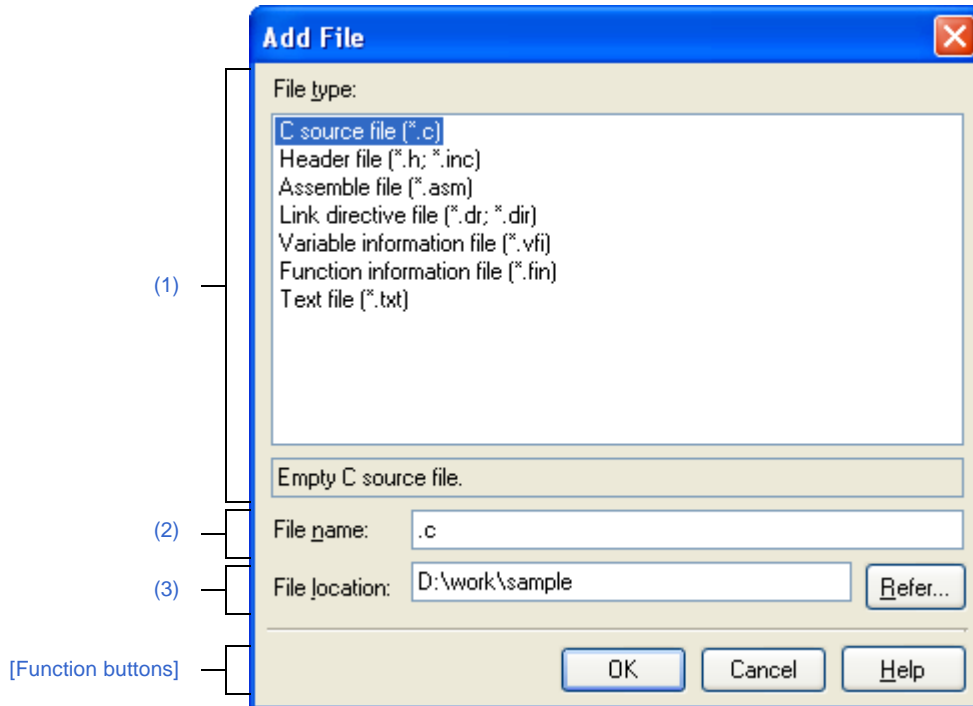 Add File
File type:
C source file (*.c)
Header file (*.h; *.inc)
Assemble file (*.asm)
Link directive file (*.dr; *.dir)
Variable information file (*.vfi)
Function information file (*.fin)
Text file (*.txt)
(1)
Empty C source file.
(2) File name: .c
(3) File location: D:\work\sample Refer...
[Function buttons] OK Cancel Help